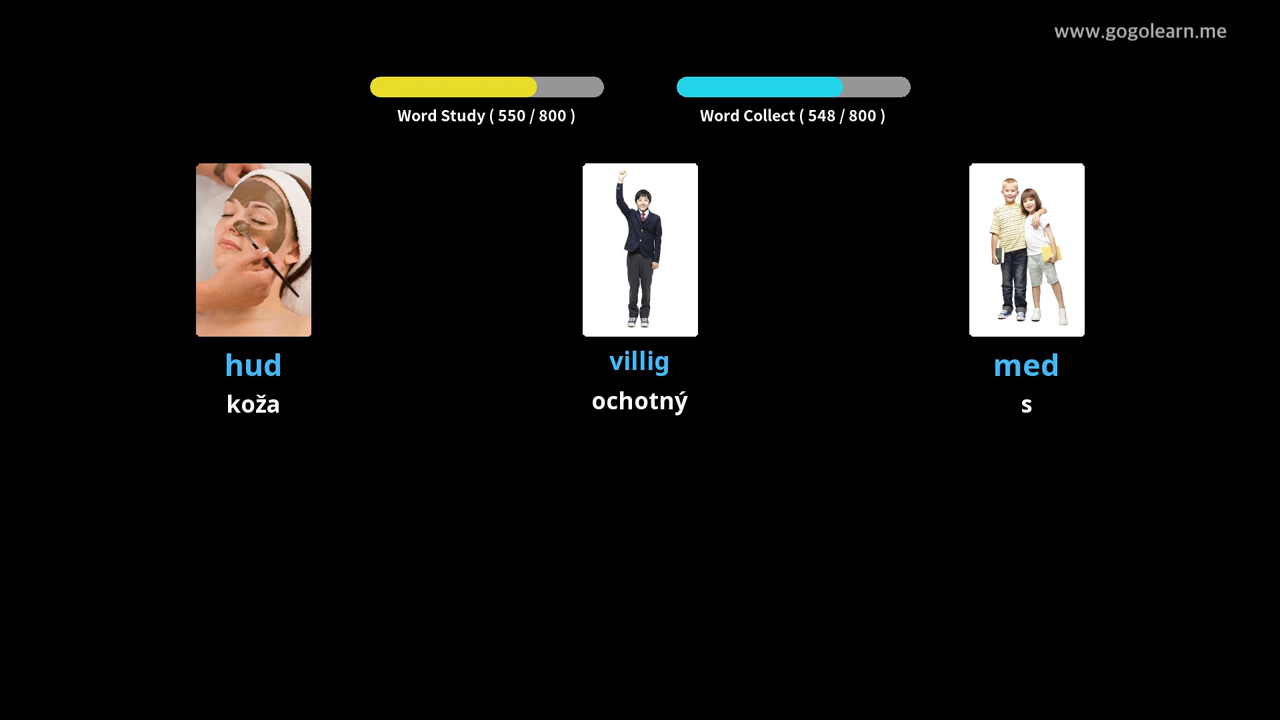 www.gogolearn.me
Word Study ( 550 / 800 )
Word Collect ( 548 / 800 )
hud
villig
med
koža
ochotný
s